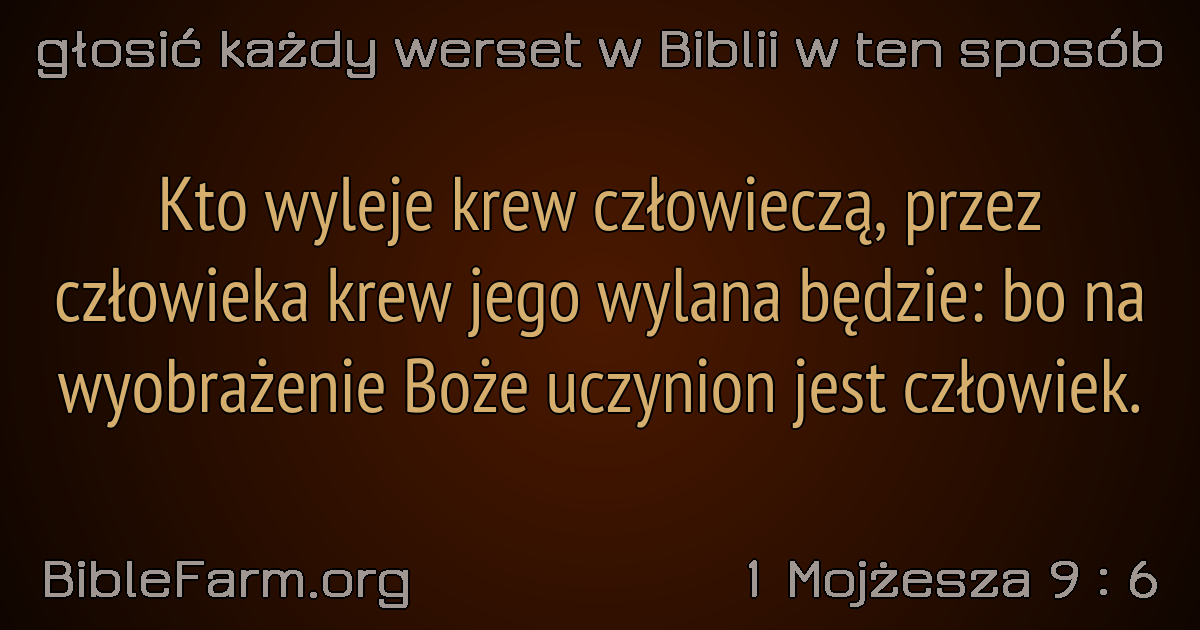 głosić każdy werset w Biblii w ten sposób
Kto wyleje krew człowieczą, przez
człowieka krew jego wylana będzie: bo na
wyobrażenie Boże uczynion jest człowiek.
BibleFarm.org
1 Mojżesza 9 : 6